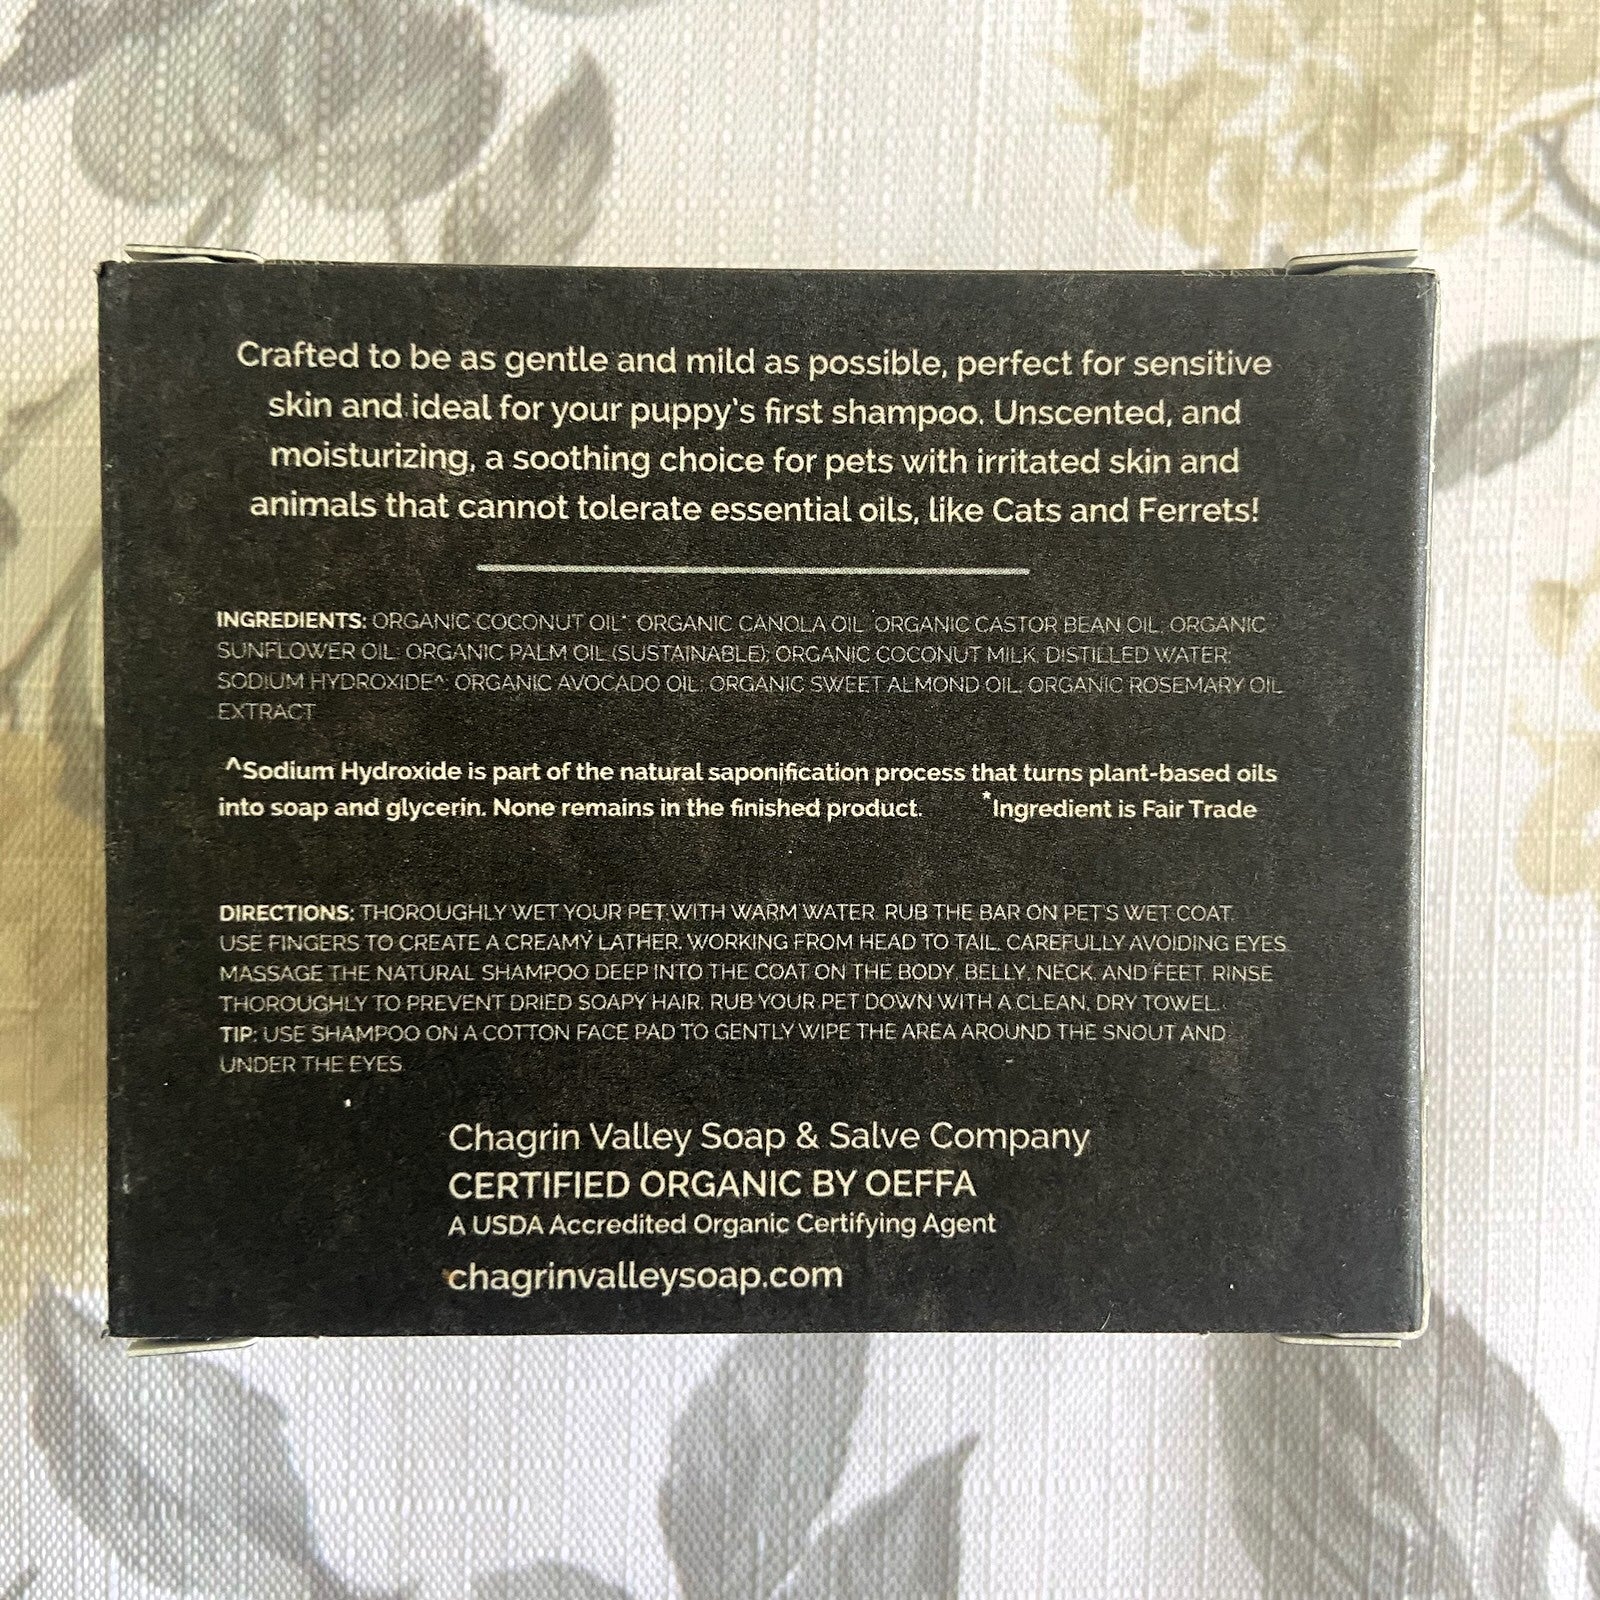 Crafted to be as gentle and mild as possible, perfect for sensitive
skin and ideal for your puppy's first shampoo. Unscented, and
moisturizing, a soothing choice for pets with irritated skin and
animals that cannot tolerate essential oils, like Cats and Ferrets!
INGREDIENTS: ORGANIC COCONUT OIL*; ORGANIC CANOLA OIL; ORGANIC CASTOR BEAN OIL; ORGANIC
SUNFLOWER OIL; ORGANIC PALM OIL (SUSTAINABLE); ORGANIC COCONUT MILK; DISTILLED WATER;
SODIUM HYDROXIDE^; ORGANIC AVOCADO OIL; ORGANIC SWEET ALMOND OIL; ORGANIC ROSEMARY OIL
EXTRACT
^Sodium Hydroxide is part of the natural saponification process that turns plant-based oils
into soap and glycerin. None remains in the finished product. *Ingredient is Fair Trade
DIRECTIONS: THOROUGHLY WET YOUR PET WITH WARM WATER. RUB THE BAR ON PET'S WET COAT.
USE FINGERS TO CREATE A CREAMY LATHER, WORKING FROM HEAD TO TAIL, CAREFULLY AVOIDING EYES.
MASSAGE THE NATURAL SHAMPOO DEEP INTO THE COAT ON THE BODY, BELLY, NECK, AND FEET. RINSE
THOROUGHLY TO PREVENT DRIED SOAPY HAIR. RUB YOUR PET DOWN WITH A CLEAN, DRY TOWEL.
TIP: USE SHAMPOO ON A COTTON FACE PAD TO GENTLY WIPE THE AREA AROUND THE SNOUT AND
UNDER THE EYES.
Chagrin Valley Soap & Salve Company
CERTIFIED ORGANIC BY OEFFA
A USDA Accredited Organic Certifying Agent
chagrinvalleysoap.com